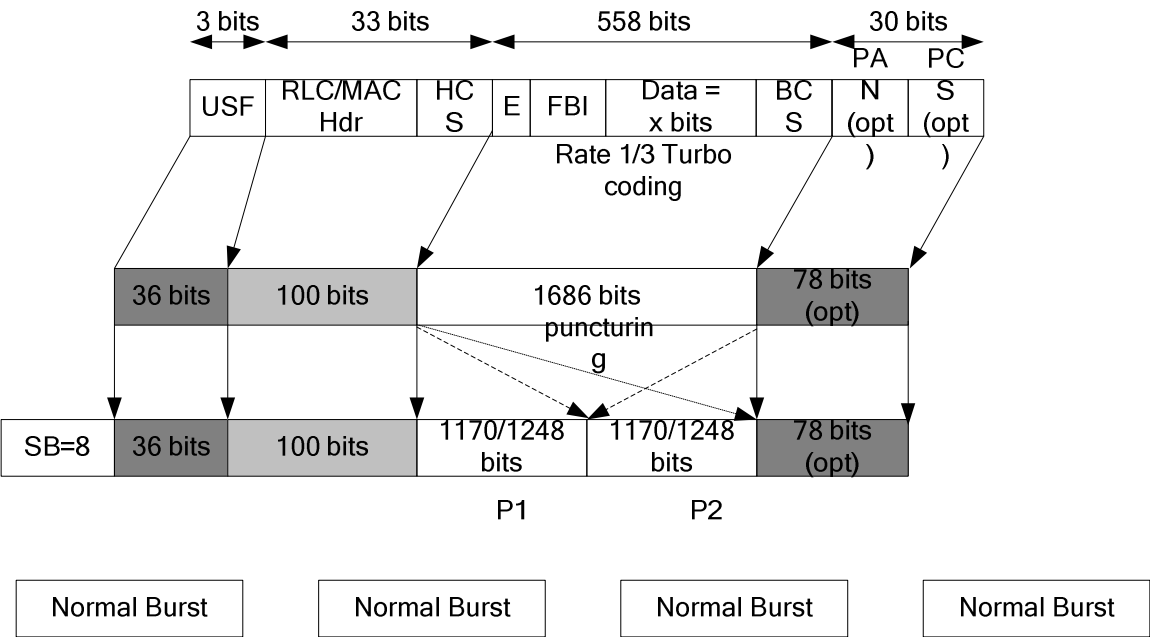 3 bits 33 bits 558 bits 30 bits
USF
RLC/MAC
Hdr
HC
S
E
FBI
Data =
x bits
BC
S
PA
N
(opt
)
PC
S
(opt
)
Rate 1/3 Turbo
coding
36 bits
100 bits
1686 bits
78 bits
(opt)
puncturin
g
SB=8
36 bits
100 bits
1170/1248
bits
1170/1248
bits
78 bits
(opt)
P1
P2
Normal Burst
Normal Burst
Normal Burst
Normal Burst